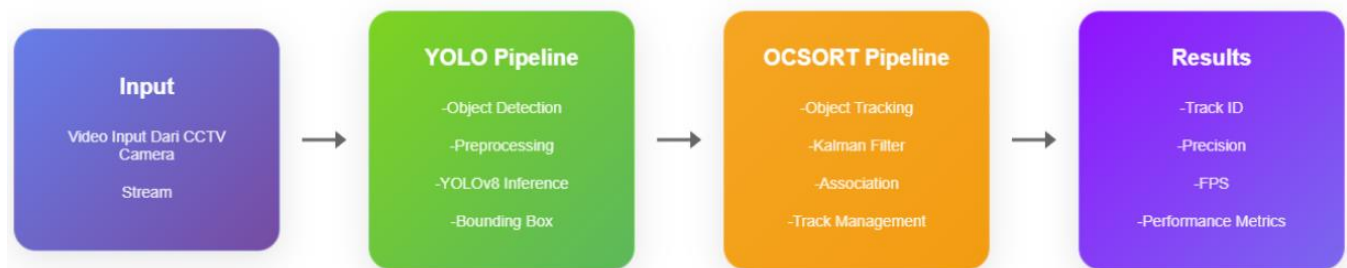 Input
Video Input Dari CCTV
Camera
Stream
YOLO Pipeline
-Object Detection
-Preprocessing
-YOLOv8 Inference
-Bounding Box
OCSORT Pipeline
-Object Tracking
-Kalman Filter
-Association
-Track Management
Results
-Track ID
-Precision
-FPS
-Performance Metrics